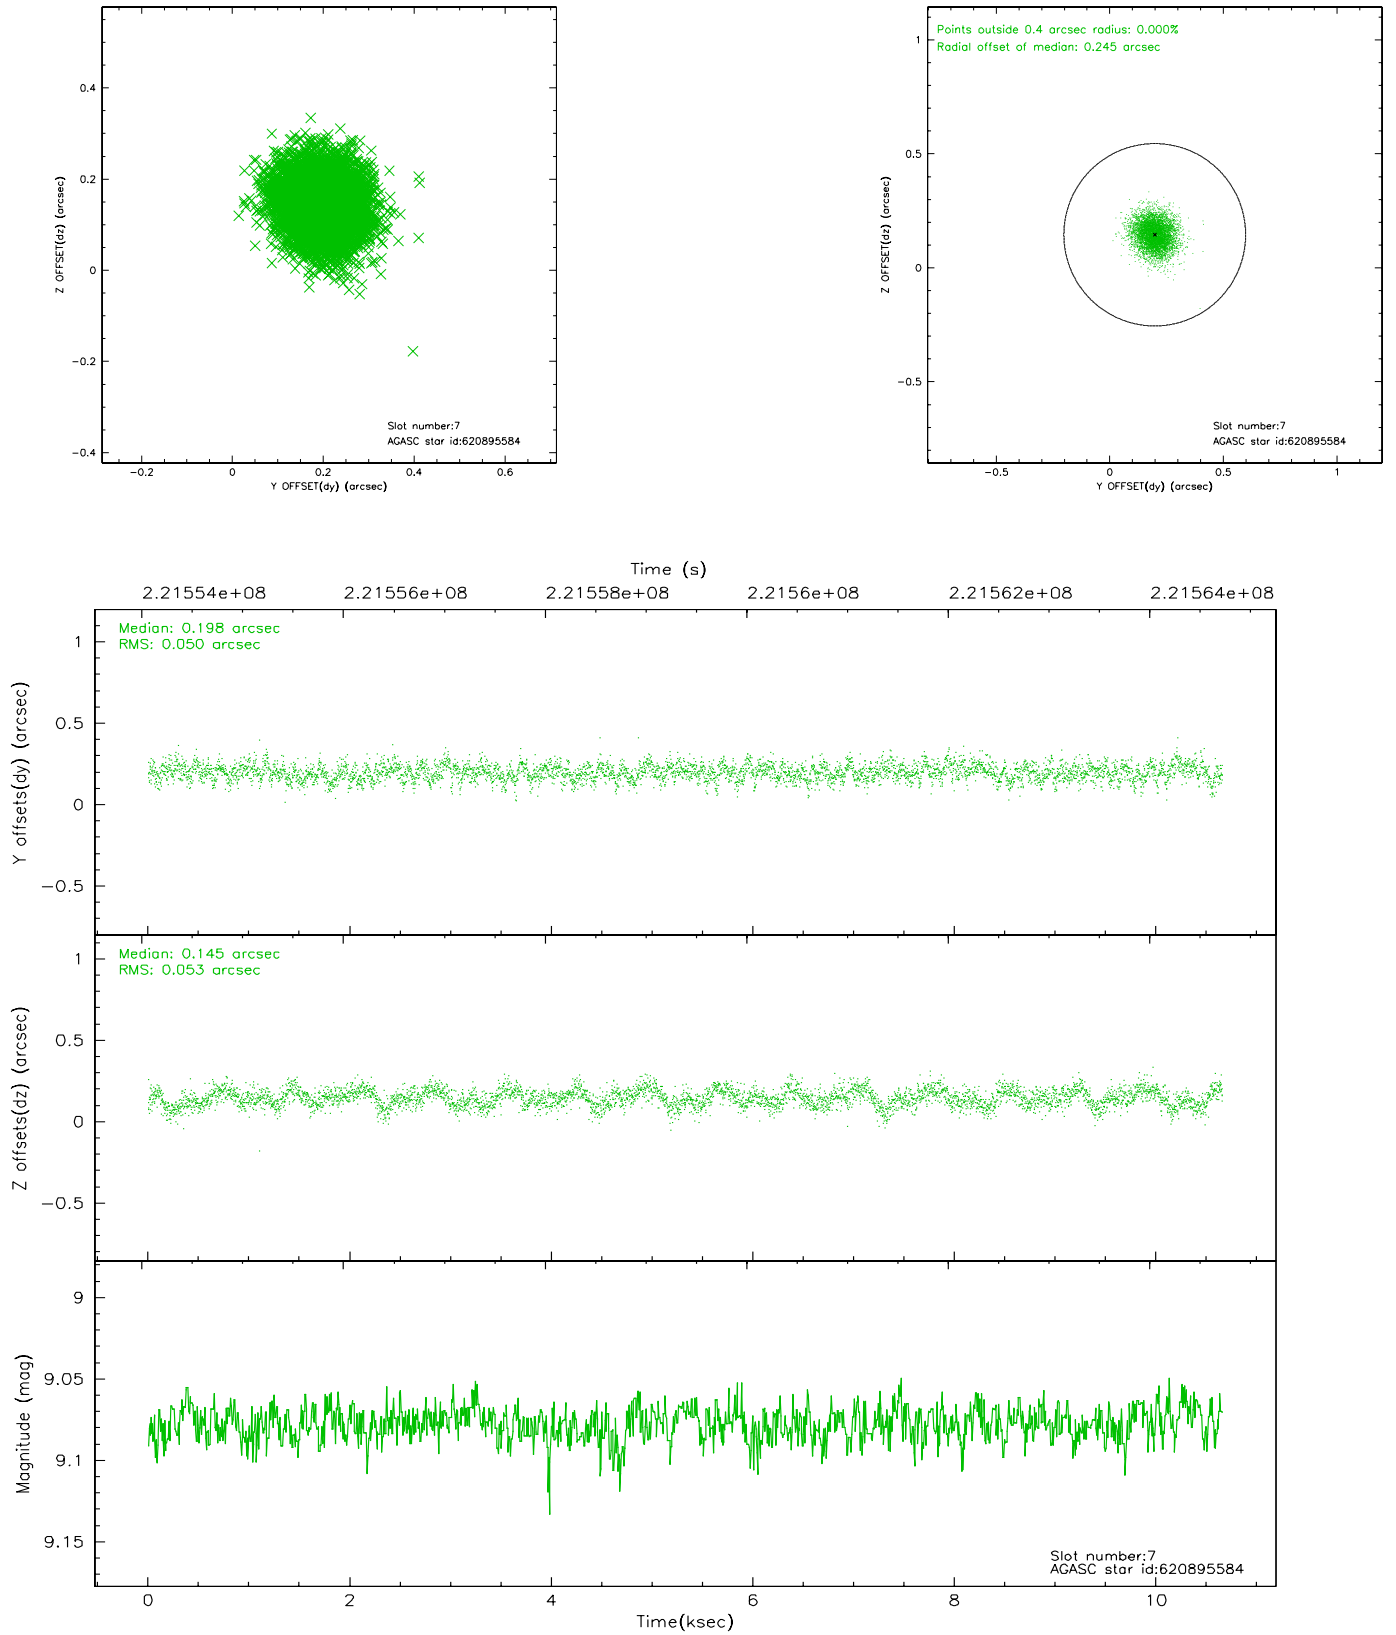 0.4
0.2
0
−0.2
−0.4
Z OFFSET(dz) (arcsec)
Slot number:7
AGASC star id:620895584
−0.2 0 0.2 0.4 0.6
Y OFFSET(dy) (arcsec)
Points outside 0.4 arcsec radius: 0.000%
Radial offset of median: 0.245 arcsec
1
0.5
0
−0.5
Z OFFSET(dz) (arcsec)
Slot number:7
AGASC star id:620895584
−0.5 0 0.5 1
Y OFFSET(dy) (arcsec)
Time (s)
2.21554e+08 2.21556e+08 2.21558e+08 2.2156e+08 2.21562e+08 2.21564e+08
Median: 0.198 arcsec
RMS: 0.050 arcsec
1
0.5
0
−0.5
Y offsets(dy) (arcsec)
Median: 0.145 arcsec
RMS: 0.053 arcsec
1
0.5
0
−0.5
Z offsets(dz) (arcsec)
9
9.05
9.1
9.15
Magnitude (mag)
Slot number:7
AGASC star id:620895584
0 2 4 6 8 10
Time(ksec)